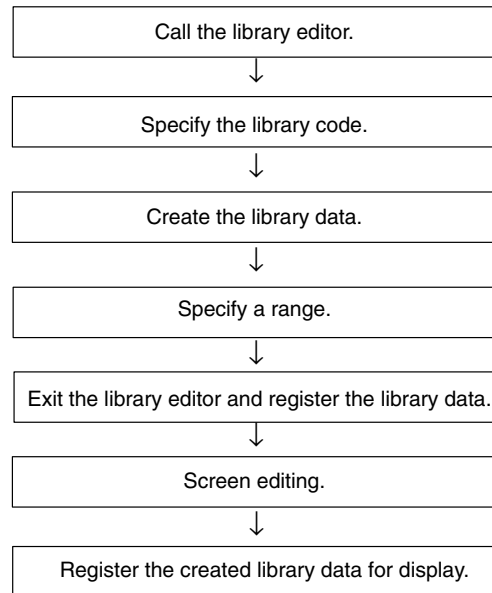 Call the library editor.
Specify the library code.
Create the library data.
Specify a range.
Exit the library editor and register the library data.
Screen editing.
Register the created library data for display.